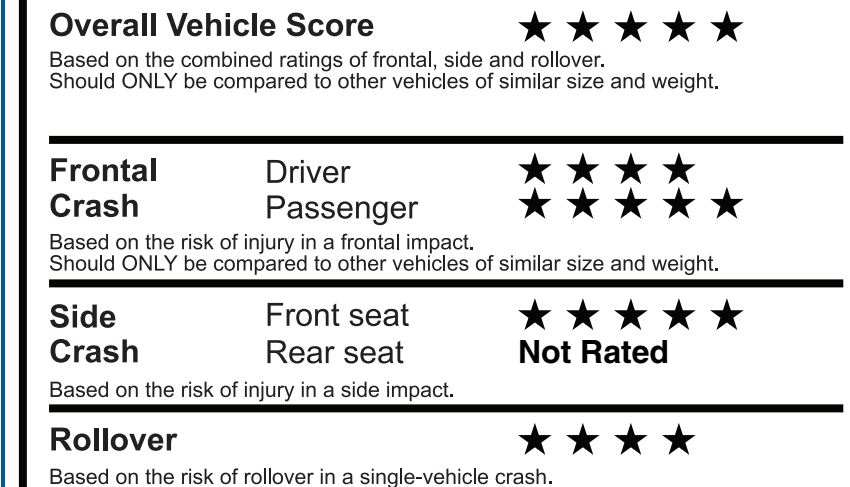 Overall Vehicle Score ★ ★ ★ ★ ★
Based on the combined ratings of frontal, side and rollover.
Should ONLY be compared to other vehicles of similar size and weight.
Frontal Driver ★ ★ ★ ★
Crash Passenger ★ ★ ★ ★ ★
Based on the risk of injury in a frontal impact.
Should ONLY be compared to other vehicles of similar size and weight.
Side Front seat ★ ★ ★ ★ ★
Crash Rear seat Not Rated
Based on the risk of injury in a side impact.
Rollover ★ ★ ★ ★
Based on the risk of rollover in a single-vehicle crash.